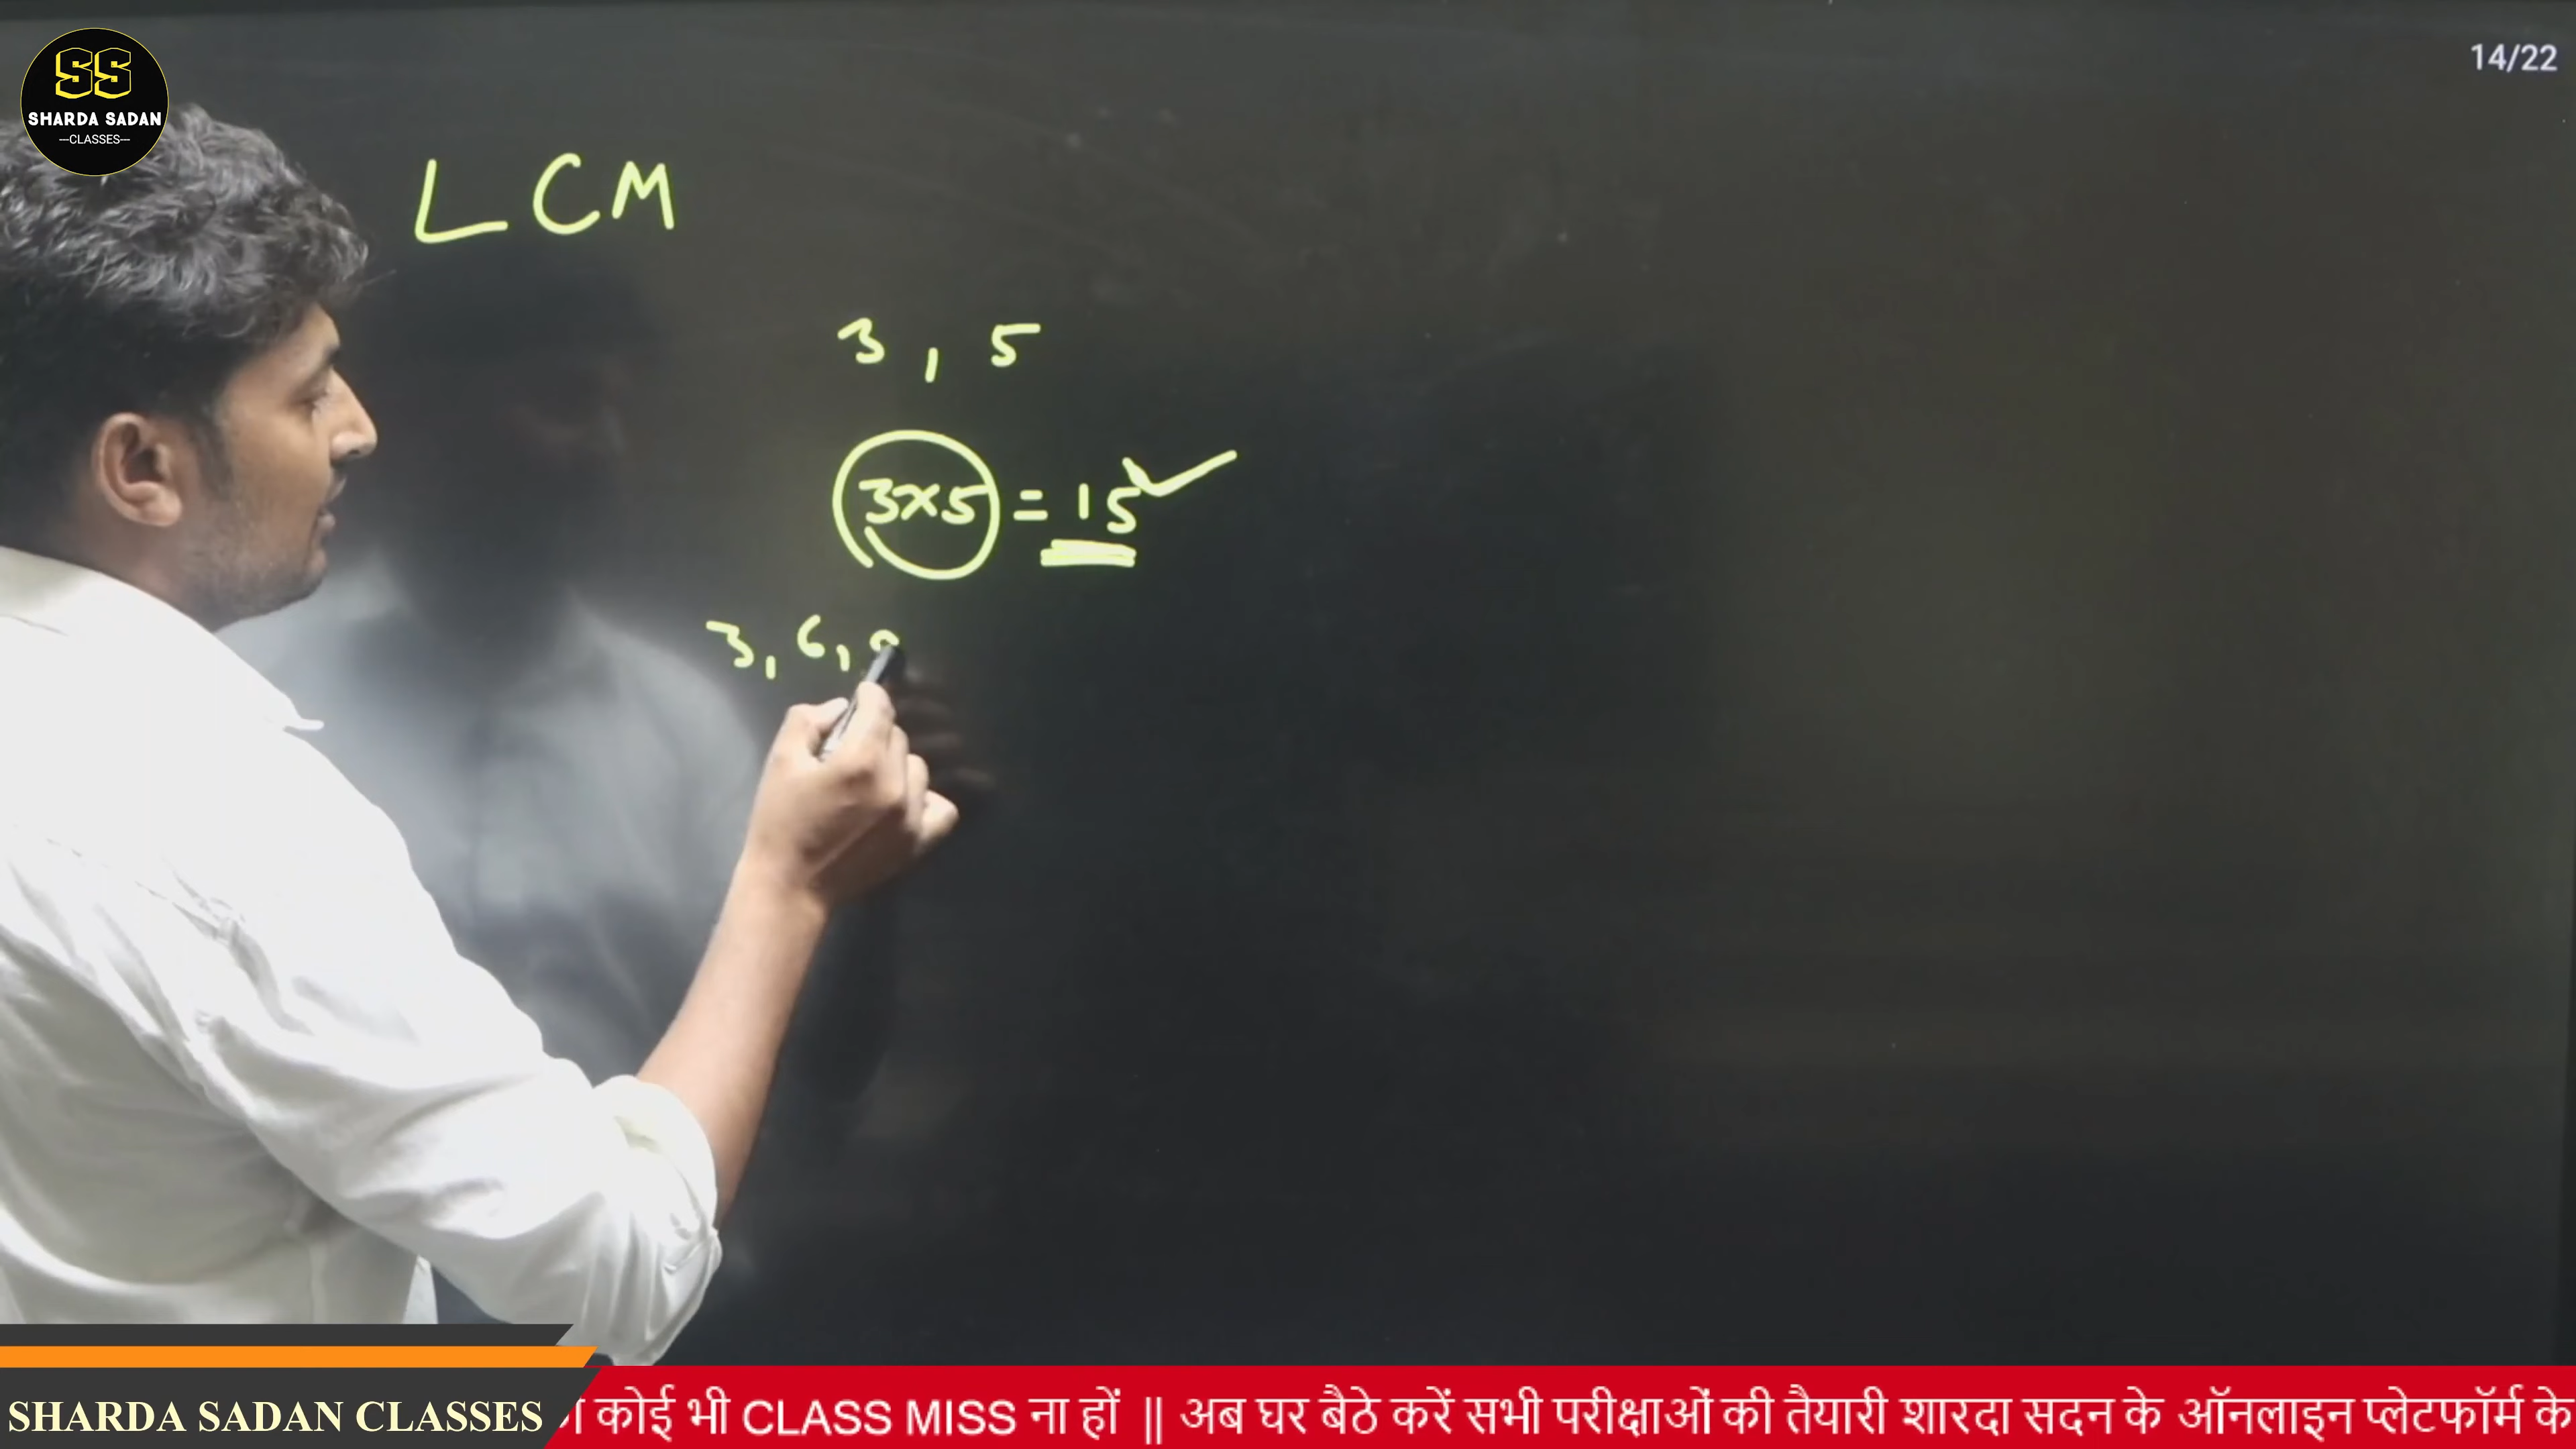 SS
SHARDA SADAN
—CLASSES—
14/22
LCM
3, 5
3×5 = 15
3, 6,
SHARDA SADAN CLASSES
कोई भी CLASS MISS ना हों || अब घर बैठे करें सभी परीक्षाओं की तैयारी शारदा सदन के ऑनलाइन प्लेटफॉर्म के